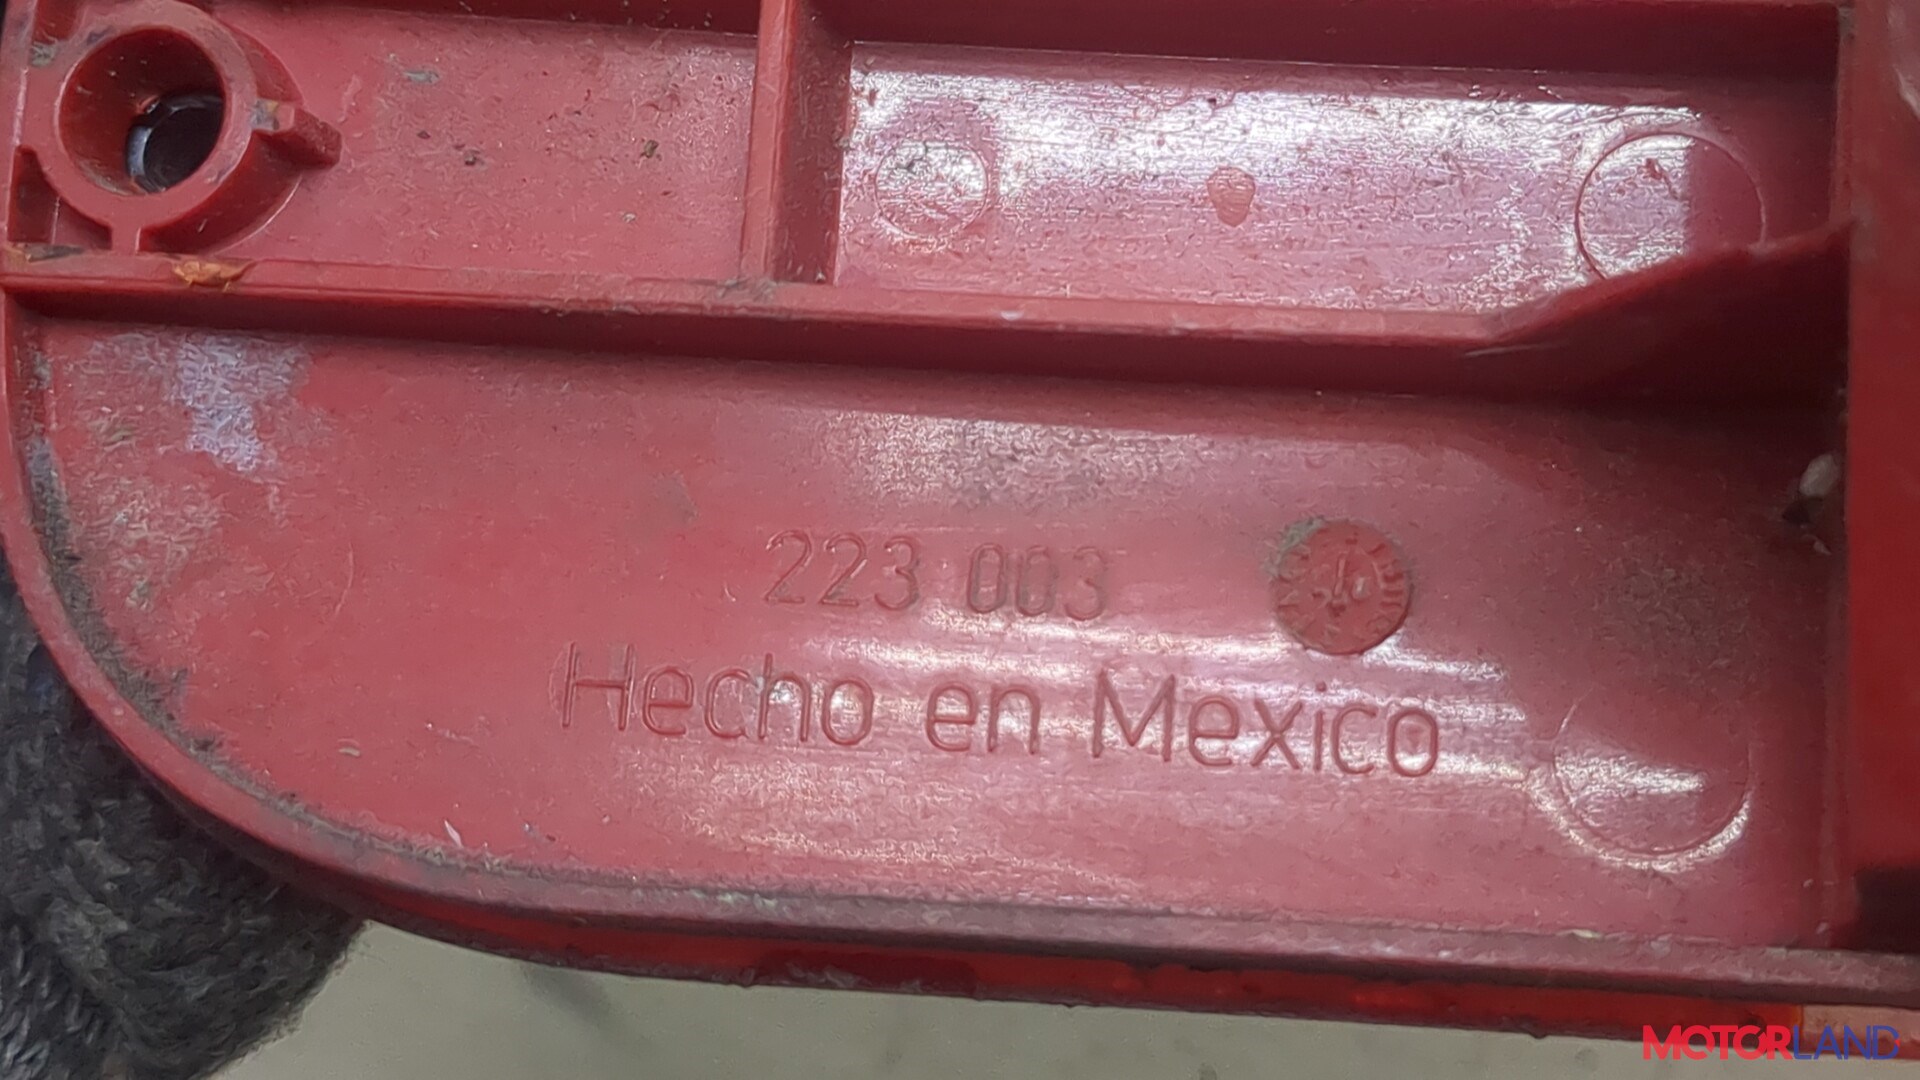 223 003
Hecho en Mexico
MOTORLAND